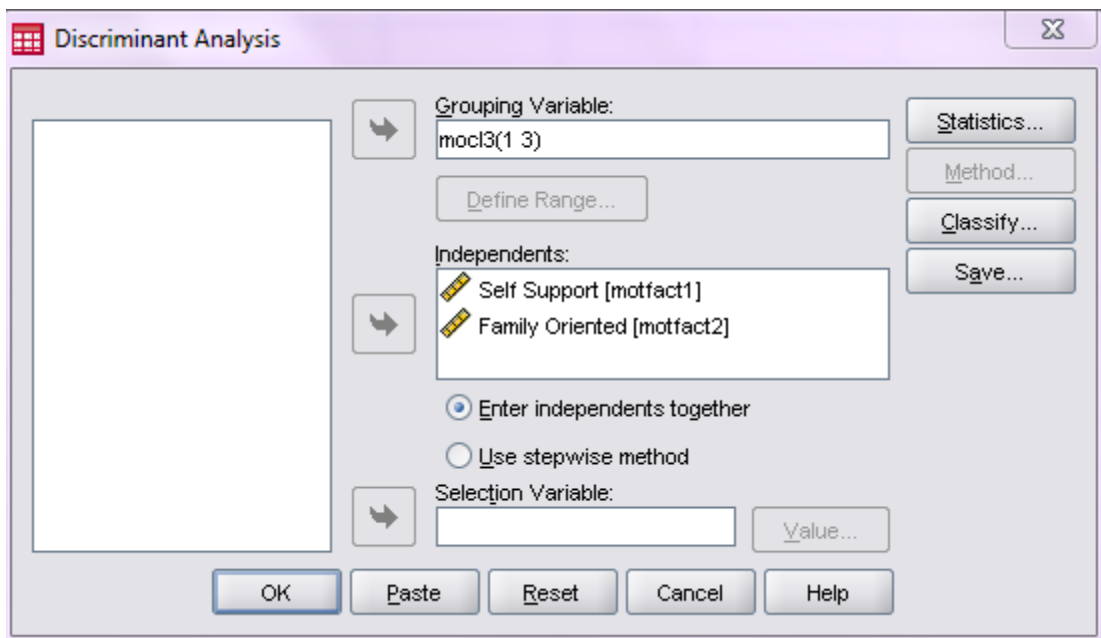 Discriminant Analysis
Grouping Variable:
mocl3(1 3)
Define Range...
Independents:
Self Support [motfact1]
Family Oriented [motfact2]
Enter independents together
Use stepwise method
Selection Variable:
Value...
Statistics...
Method...
Classify...
Save...
OK Paste Reset Cancel Help